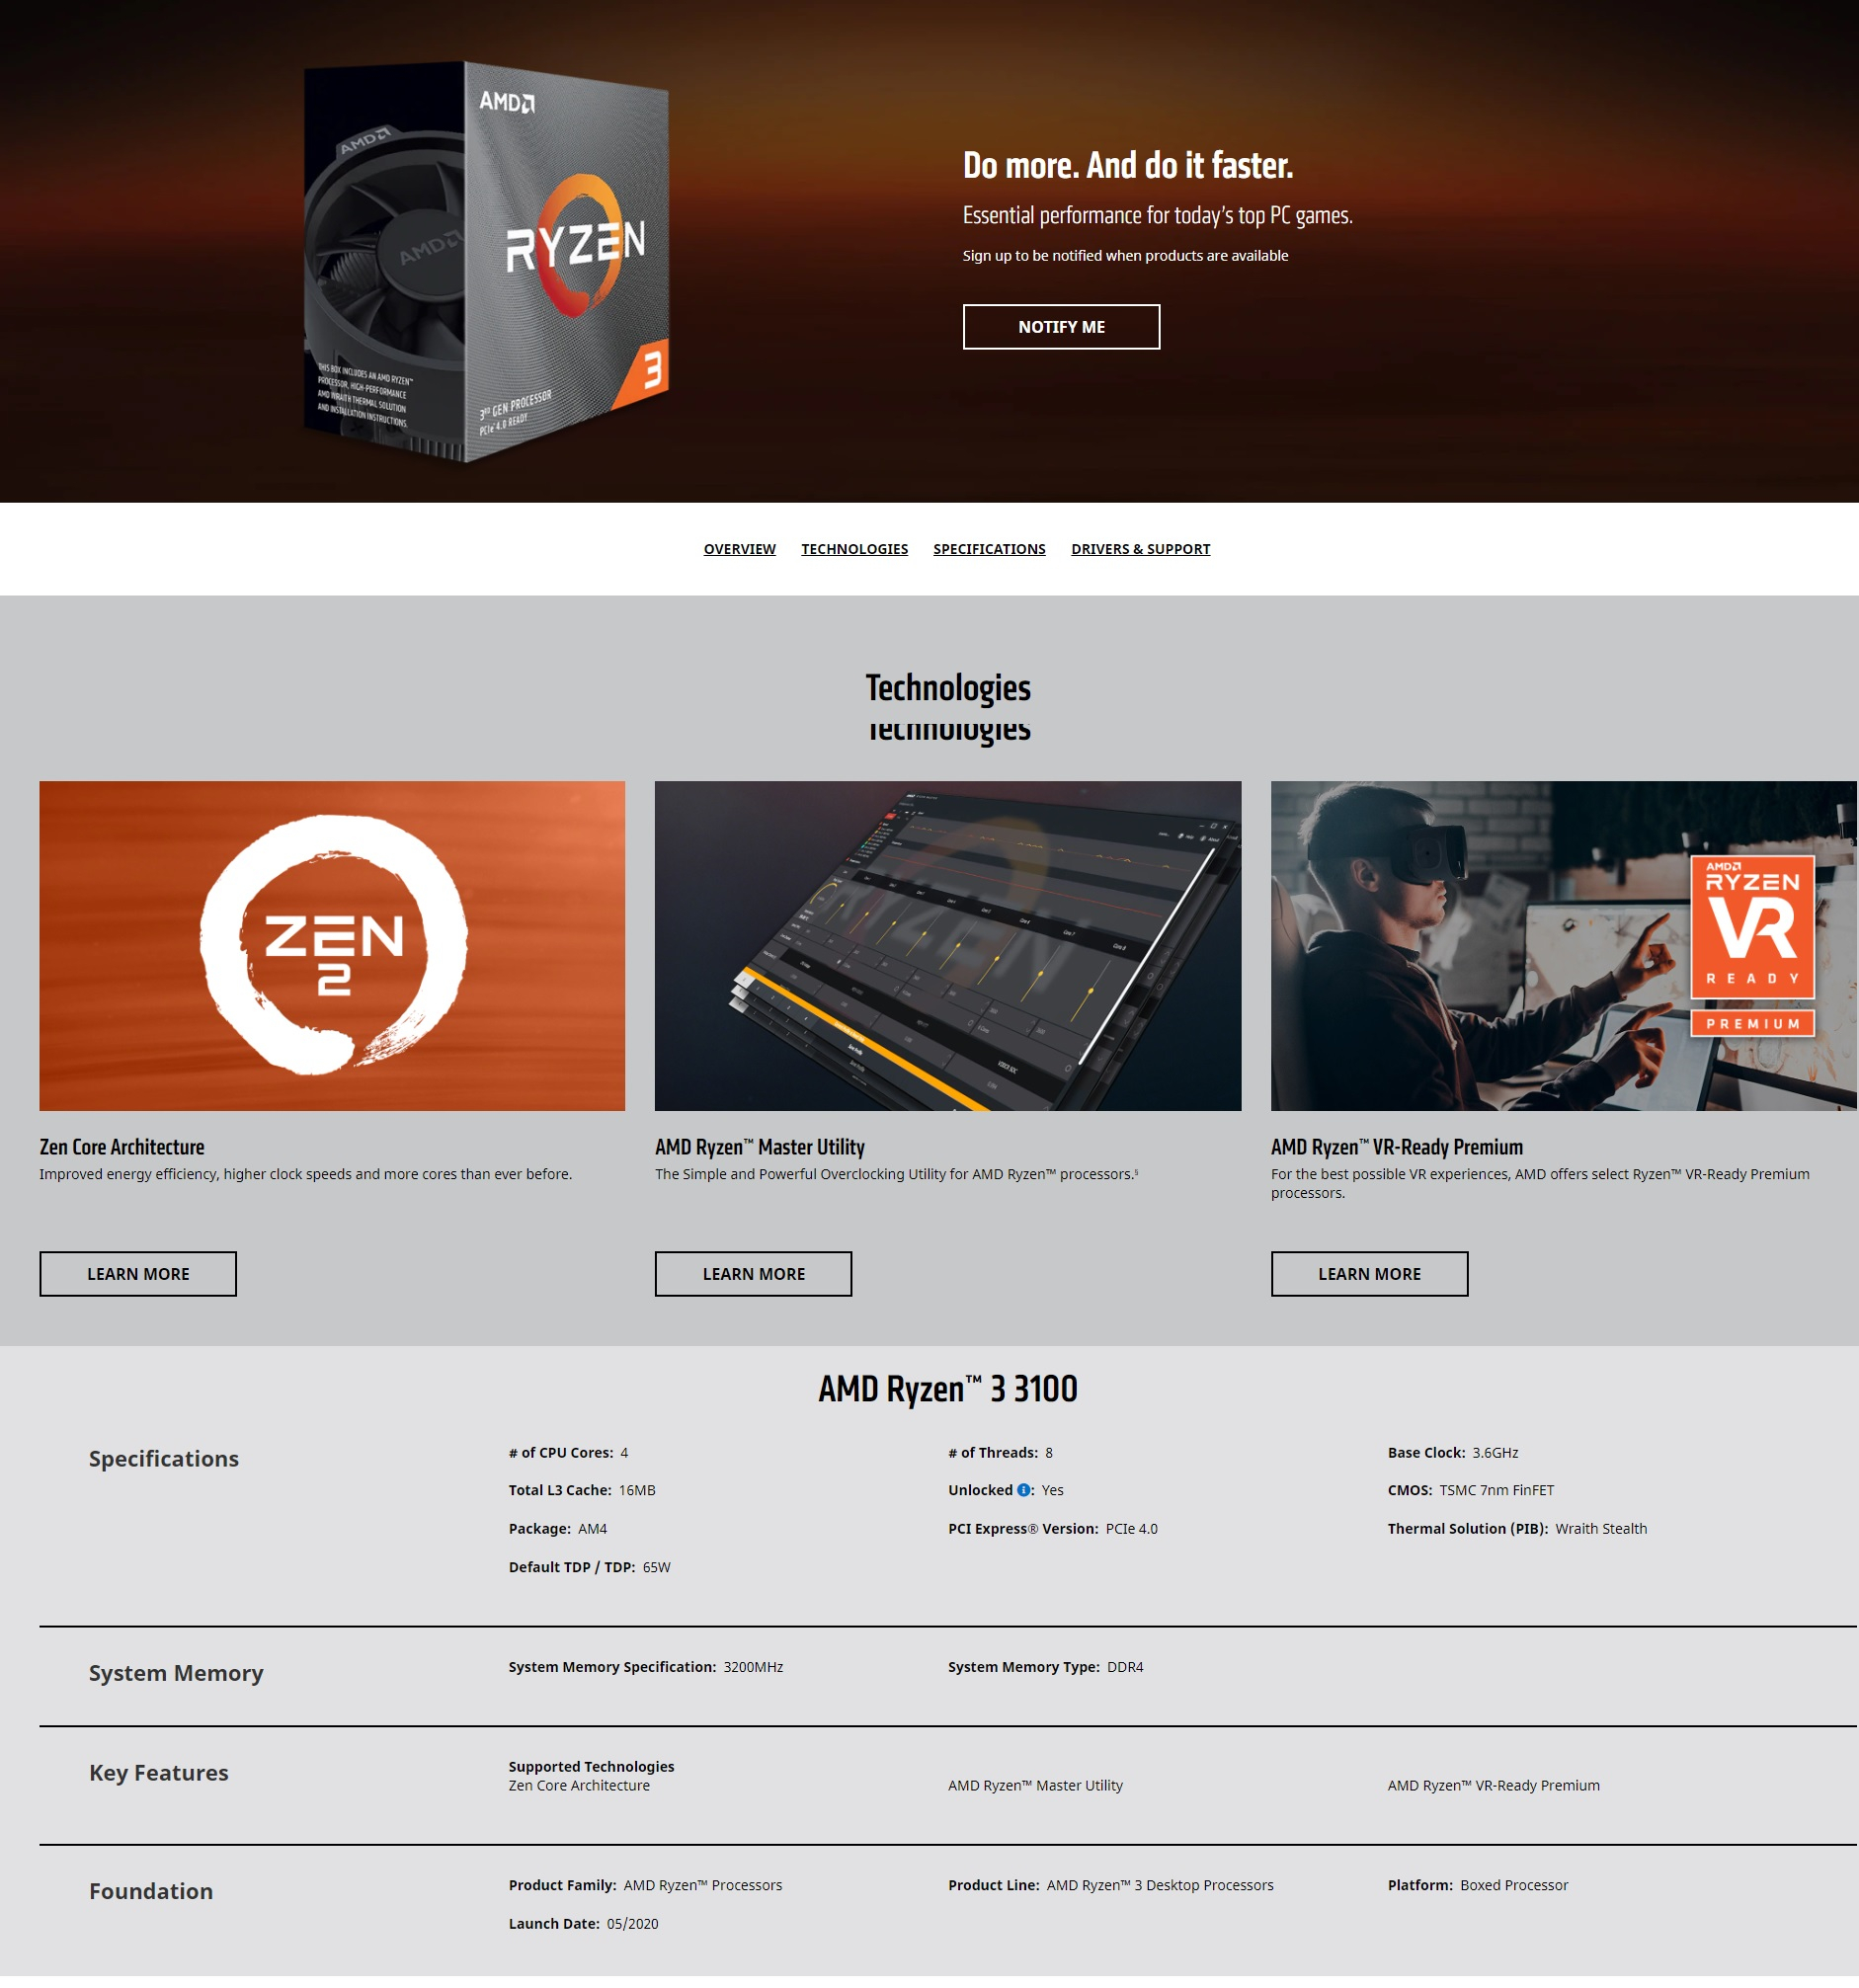 AMD
AMD
AMD
RYZEN
3
THIS BOX INCLUDES AN AMD RYZEN™
PROCESSOR, HIGH-PERFORMANCE
AMD WRAITH THERMAL SOLUTION
AND INSTALLATION INSTRUCTIONS.
3RD GEN PROCESSOR
PCIe® 4.0 READY
Do more. And do it faster.
Essential performance for today's top PC games.
Sign up to be notified when products are available
NOTIFY ME
OVERVIEW TECHNOLOGIES SPECIFICATIONS DRIVERS & SUPPORT
Technologies
Technologies
ZEN
2
RYZEN
AMD
RYZEN
VR
READY
PREMIUM
Zen Core Architecture
Improved energy efficiency, higher clock speeds and more cores than ever before.
LEARN MORE
AMD Ryzen™ Master Utility
The Simple and Powerful Overclocking Utility for AMD Ryzen™ processors.§
LEARN MORE
AMD Ryzen™ VR-Ready Premium
For the best possible VR experiences, AMD offers select Ryzen™ VR-Ready Premium
processors.
LEARN MORE
AMD Ryzen™ 3 3100
Specifications
# of CPU Cores: 4 # of Threads: 8 Base Clock: 3.6GHz
Total L3 Cache: 16MB Unlocked : Yes CMOS: TSMC 7nm FinFET
Package: AM4 PCI Express® Version: PCIe 4.0 Thermal Solution (PIB): Wraith Stealth
Default TDP / TDP: 65W
System Memory
System Memory Specification: 3200MHz System Memory Type: DDR4
Key Features
Supported Technologies
Zen Core Architecture AMD Ryzen™ Master Utility AMD Ryzen™ VR-Ready Premium
Foundation
Product Family: AMD Ryzen™ Processors Product Line: AMD Ryzen™ 3 Desktop Processors Platform: Boxed Processor
Launch Date: 05/2020